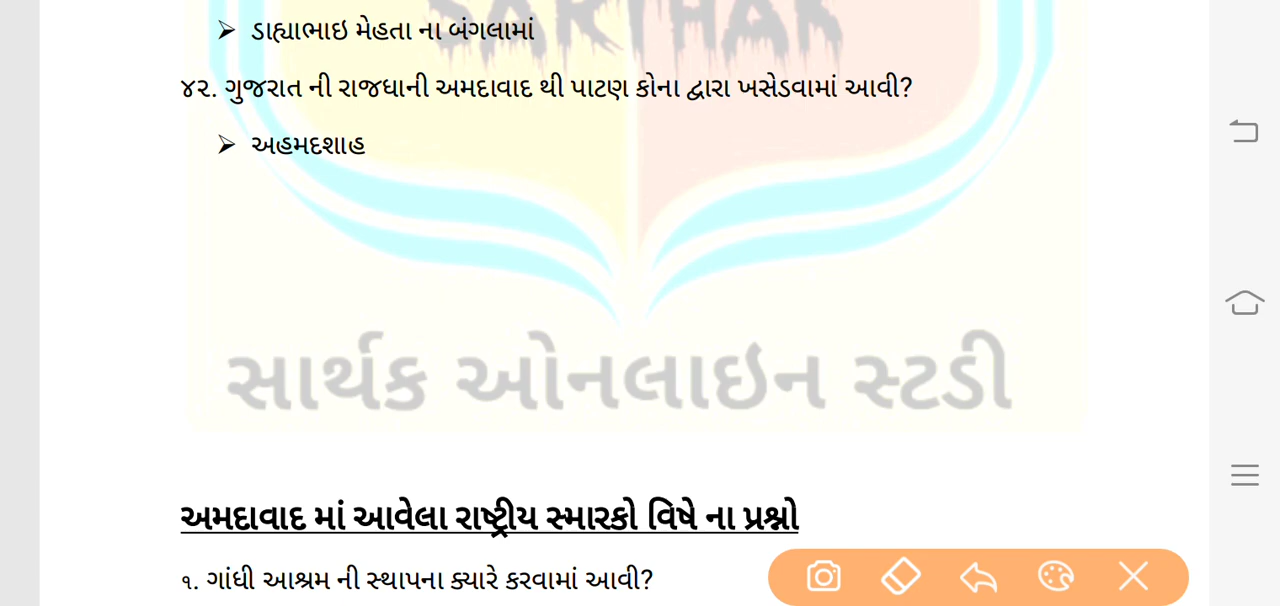 SARTHAK
➢ ડાહ્યાભાઇ મેહતા ના બંગલામાં
૪૨. ગુજરાત ની રાજધાની અમદાવાદ થી પાટણ કોના દ્વારા ખસેડવામાં આવી?
➢ અહમદશાહ
સાર્થક ઓનલાઇન સ્ટડી
અમદાવાદ માં આવેલા રાષ્ટ્રીય સ્મારકો વિષે ના પ્રશ્નો
૧. ગાંધી આશ્રમ ની સ્થાપના ક્યારે કરવામાં આવી?